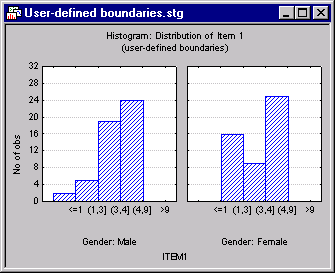 User-defined boundaries.stg
Histogram: Distribution of Item 1
(user-defined boundaries)
No of obs
32
28
24
20
16
12
8
4
0
<=1 (1,3] (3,4] (4,9] >9
<=1 (1,3] (3,4] (4,9] >9
Gender: Male
Gender: Female
ITEM1